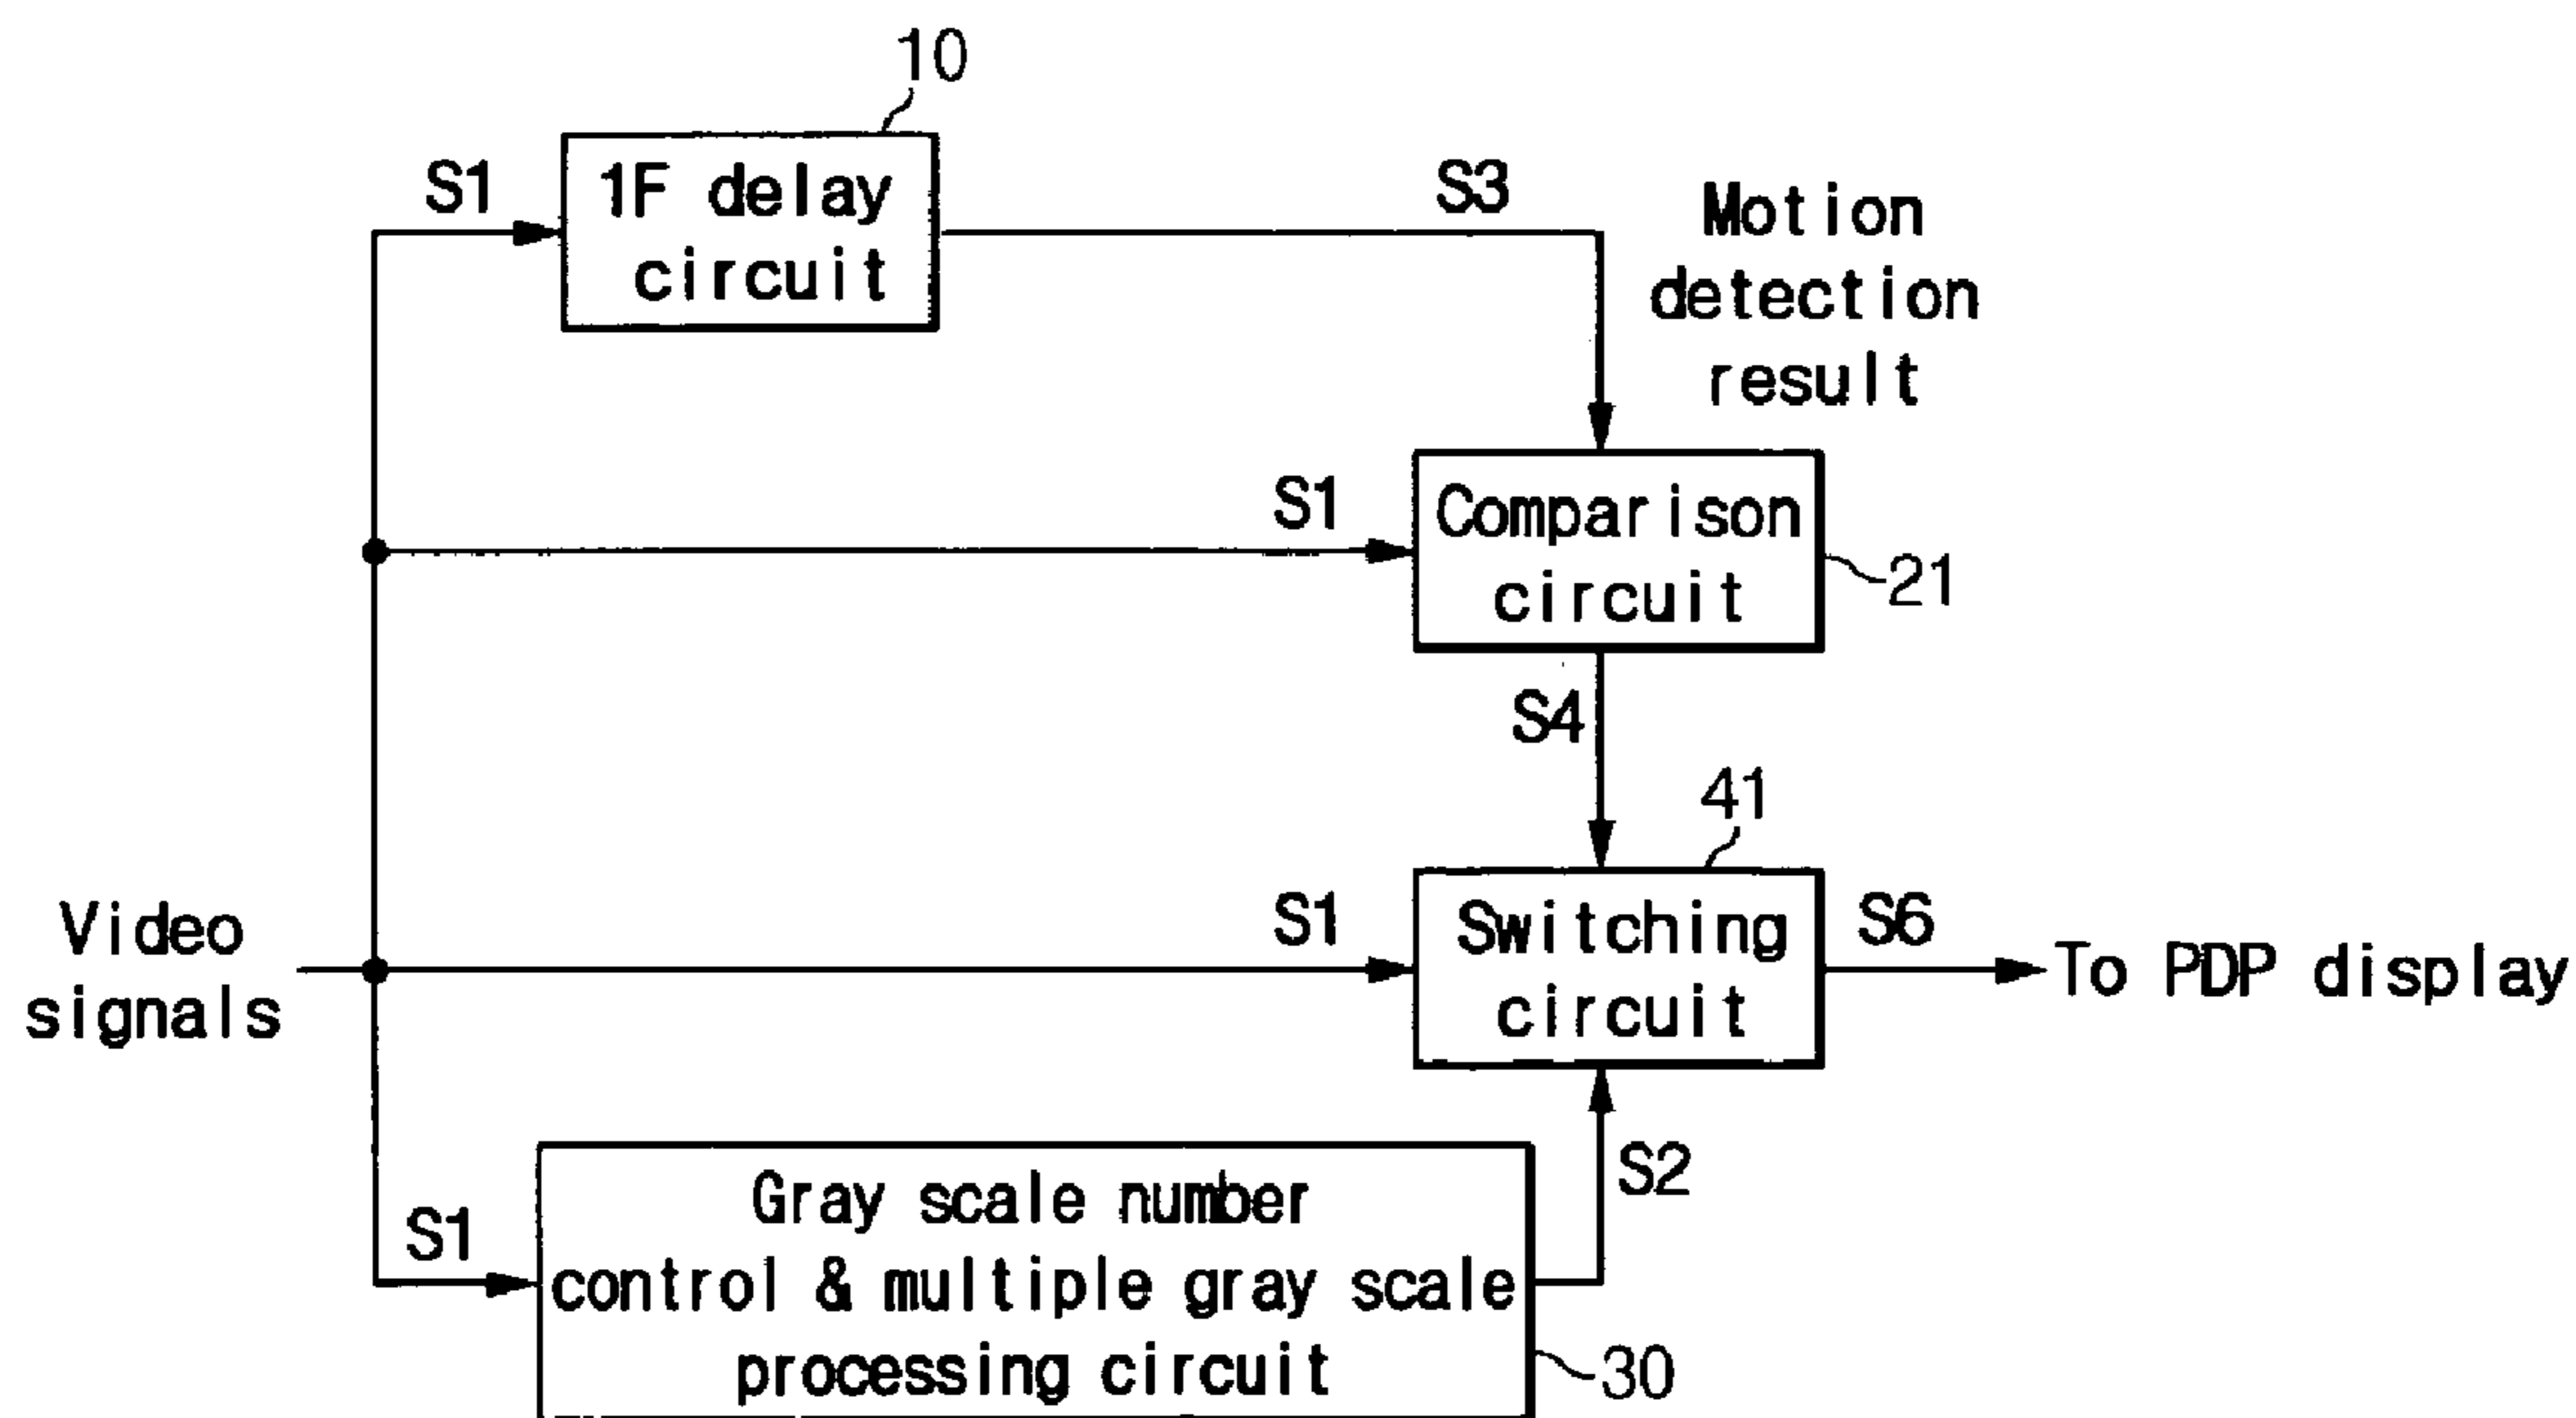 10
1F delay
circuit
S1
S3
Motion
detection
result
S1
Comparison
circuit
21
S4
41
Video
signals
S1
Switching
circuit
S6
To PDP display
S2
S1
Gray scale number
control & multiple gray scale
processing circuit
30